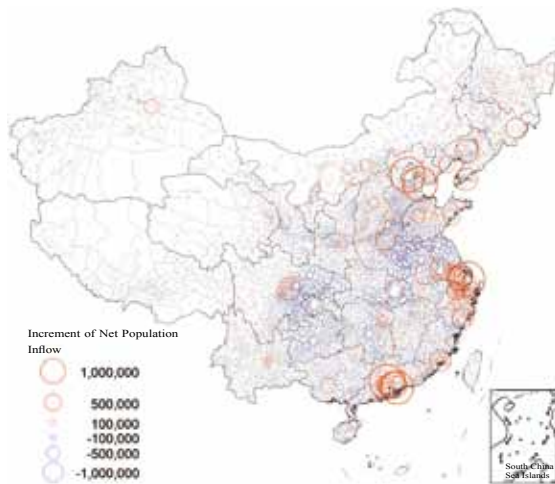 Increment of Net Population
Inflow
1,000,000
500,000
100,000
-100,000
-500,000
-1,000,000
South China
Sea Islands